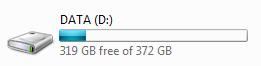 DATA (D:)
319 GB free of 372 GB